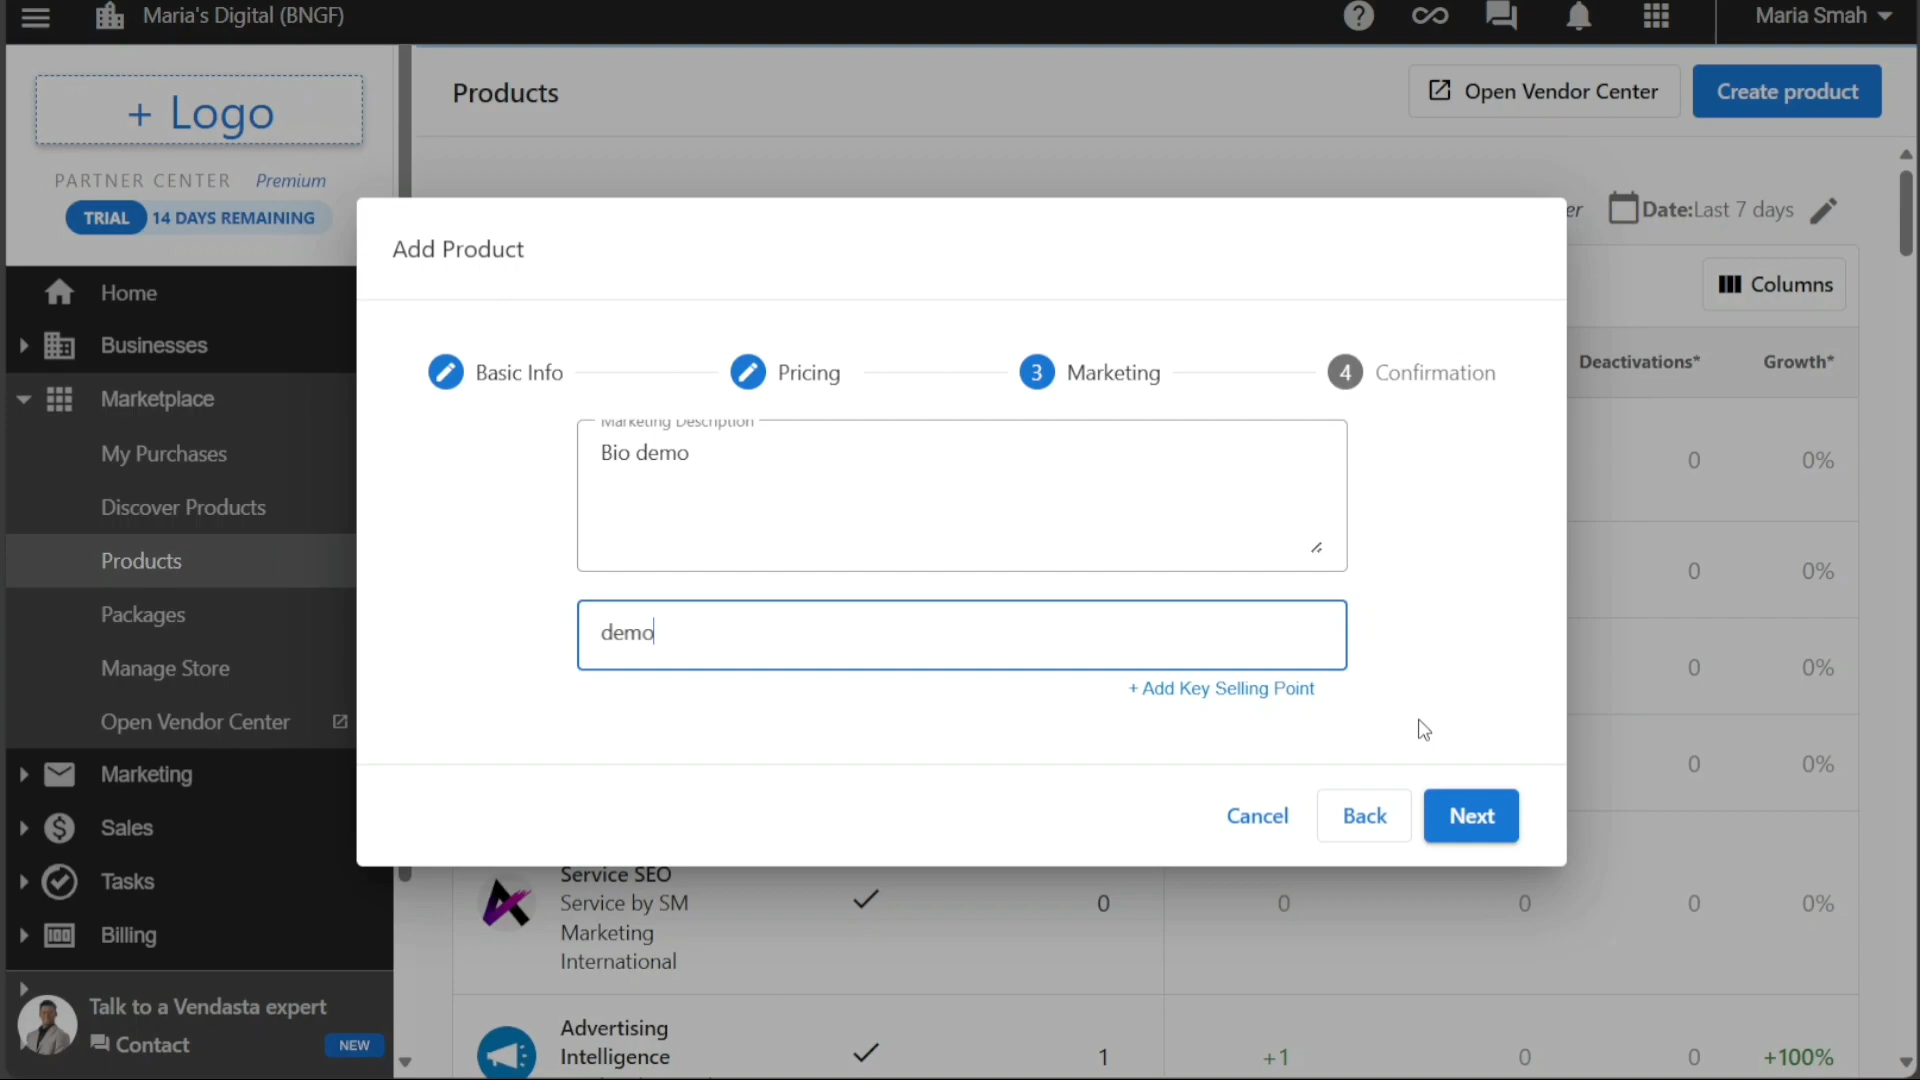 Maria's Digital (BNGF)
Maria Smah
+ Logo
PARTNER CENTER Premium
TRIAL 14 DAYS REMAINING
Home
Businesses
Marketplace
My Purchases
Discover Products
Products
Packages
Manage Store
Open Vendor Center
Marketing
Sales
Tasks
Billing
Talk to a Vendasta expert
Contact
NEW
Products
Open Vendor Center
Create product
er
Date:Last 7 days
Columns
Deactivations* Growth*
0 0%
0 0%
0 0%
0 0%
Add Product
Basic Info
Pricing
3 Marketing
4 Confirmation
Marketing Description
Bio demo
demo
+ Add Key Selling Point
Cancel
Back
Next
Service SEO
Service by SM
Marketing
International
0 0 0 0 0%
Advertising
Intelligence
1 +1 0 0 +100%